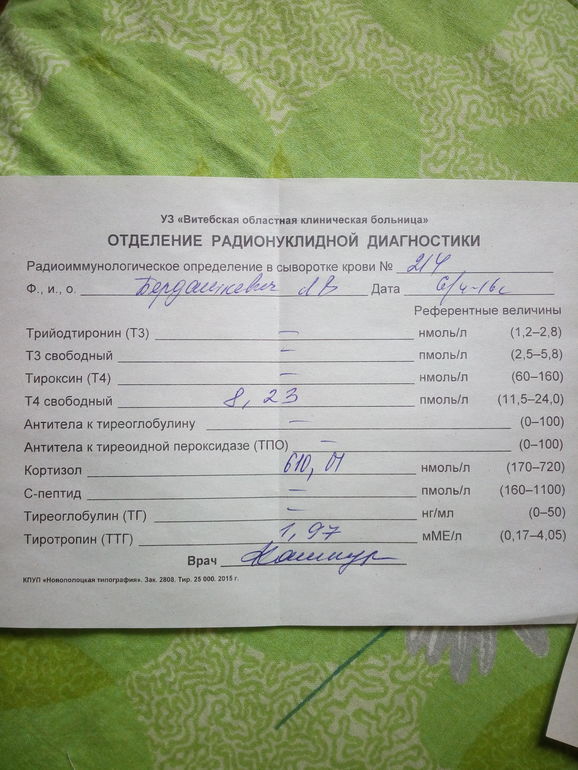 УЗ «Витебская областная клиническая больница»
ОТДЕЛЕНИЕ РАДИОНУКЛИДНОЙ ДИАГНОСТИКИ
Радиоиммунологическое определение в сыворотке крови № 214
Ф., и., о. Бердашкевич Дата
Референтные величины
Трийодтиронин (Т3) — нмоль/л (1,2–2,8)
Т3 свободный — пмоль/л (2,5–5,8)
Тироксин (Т4) — нмоль/л (60–160)
Т4 свободный 8,23 пмоль/л (11,5–24,0)
Антитела к тиреоглобулину — (0–100)
Антитела к тиреоидной пероксидазе (ТПО) — (0–100)
Кортизол 610,01 нмоль/л (170–720)
С-пептид — пмоль/л (160–1100)
Тиреоглобулин (ТГ) — нг/мл (0–50)
Тиротропин (ТТГ) 1,97 мМЕ/л (0,17–4,05)
Врач
КПУП «Новополоцкая типография». Зак. 2808. Тир. 25 000. 2015 г.